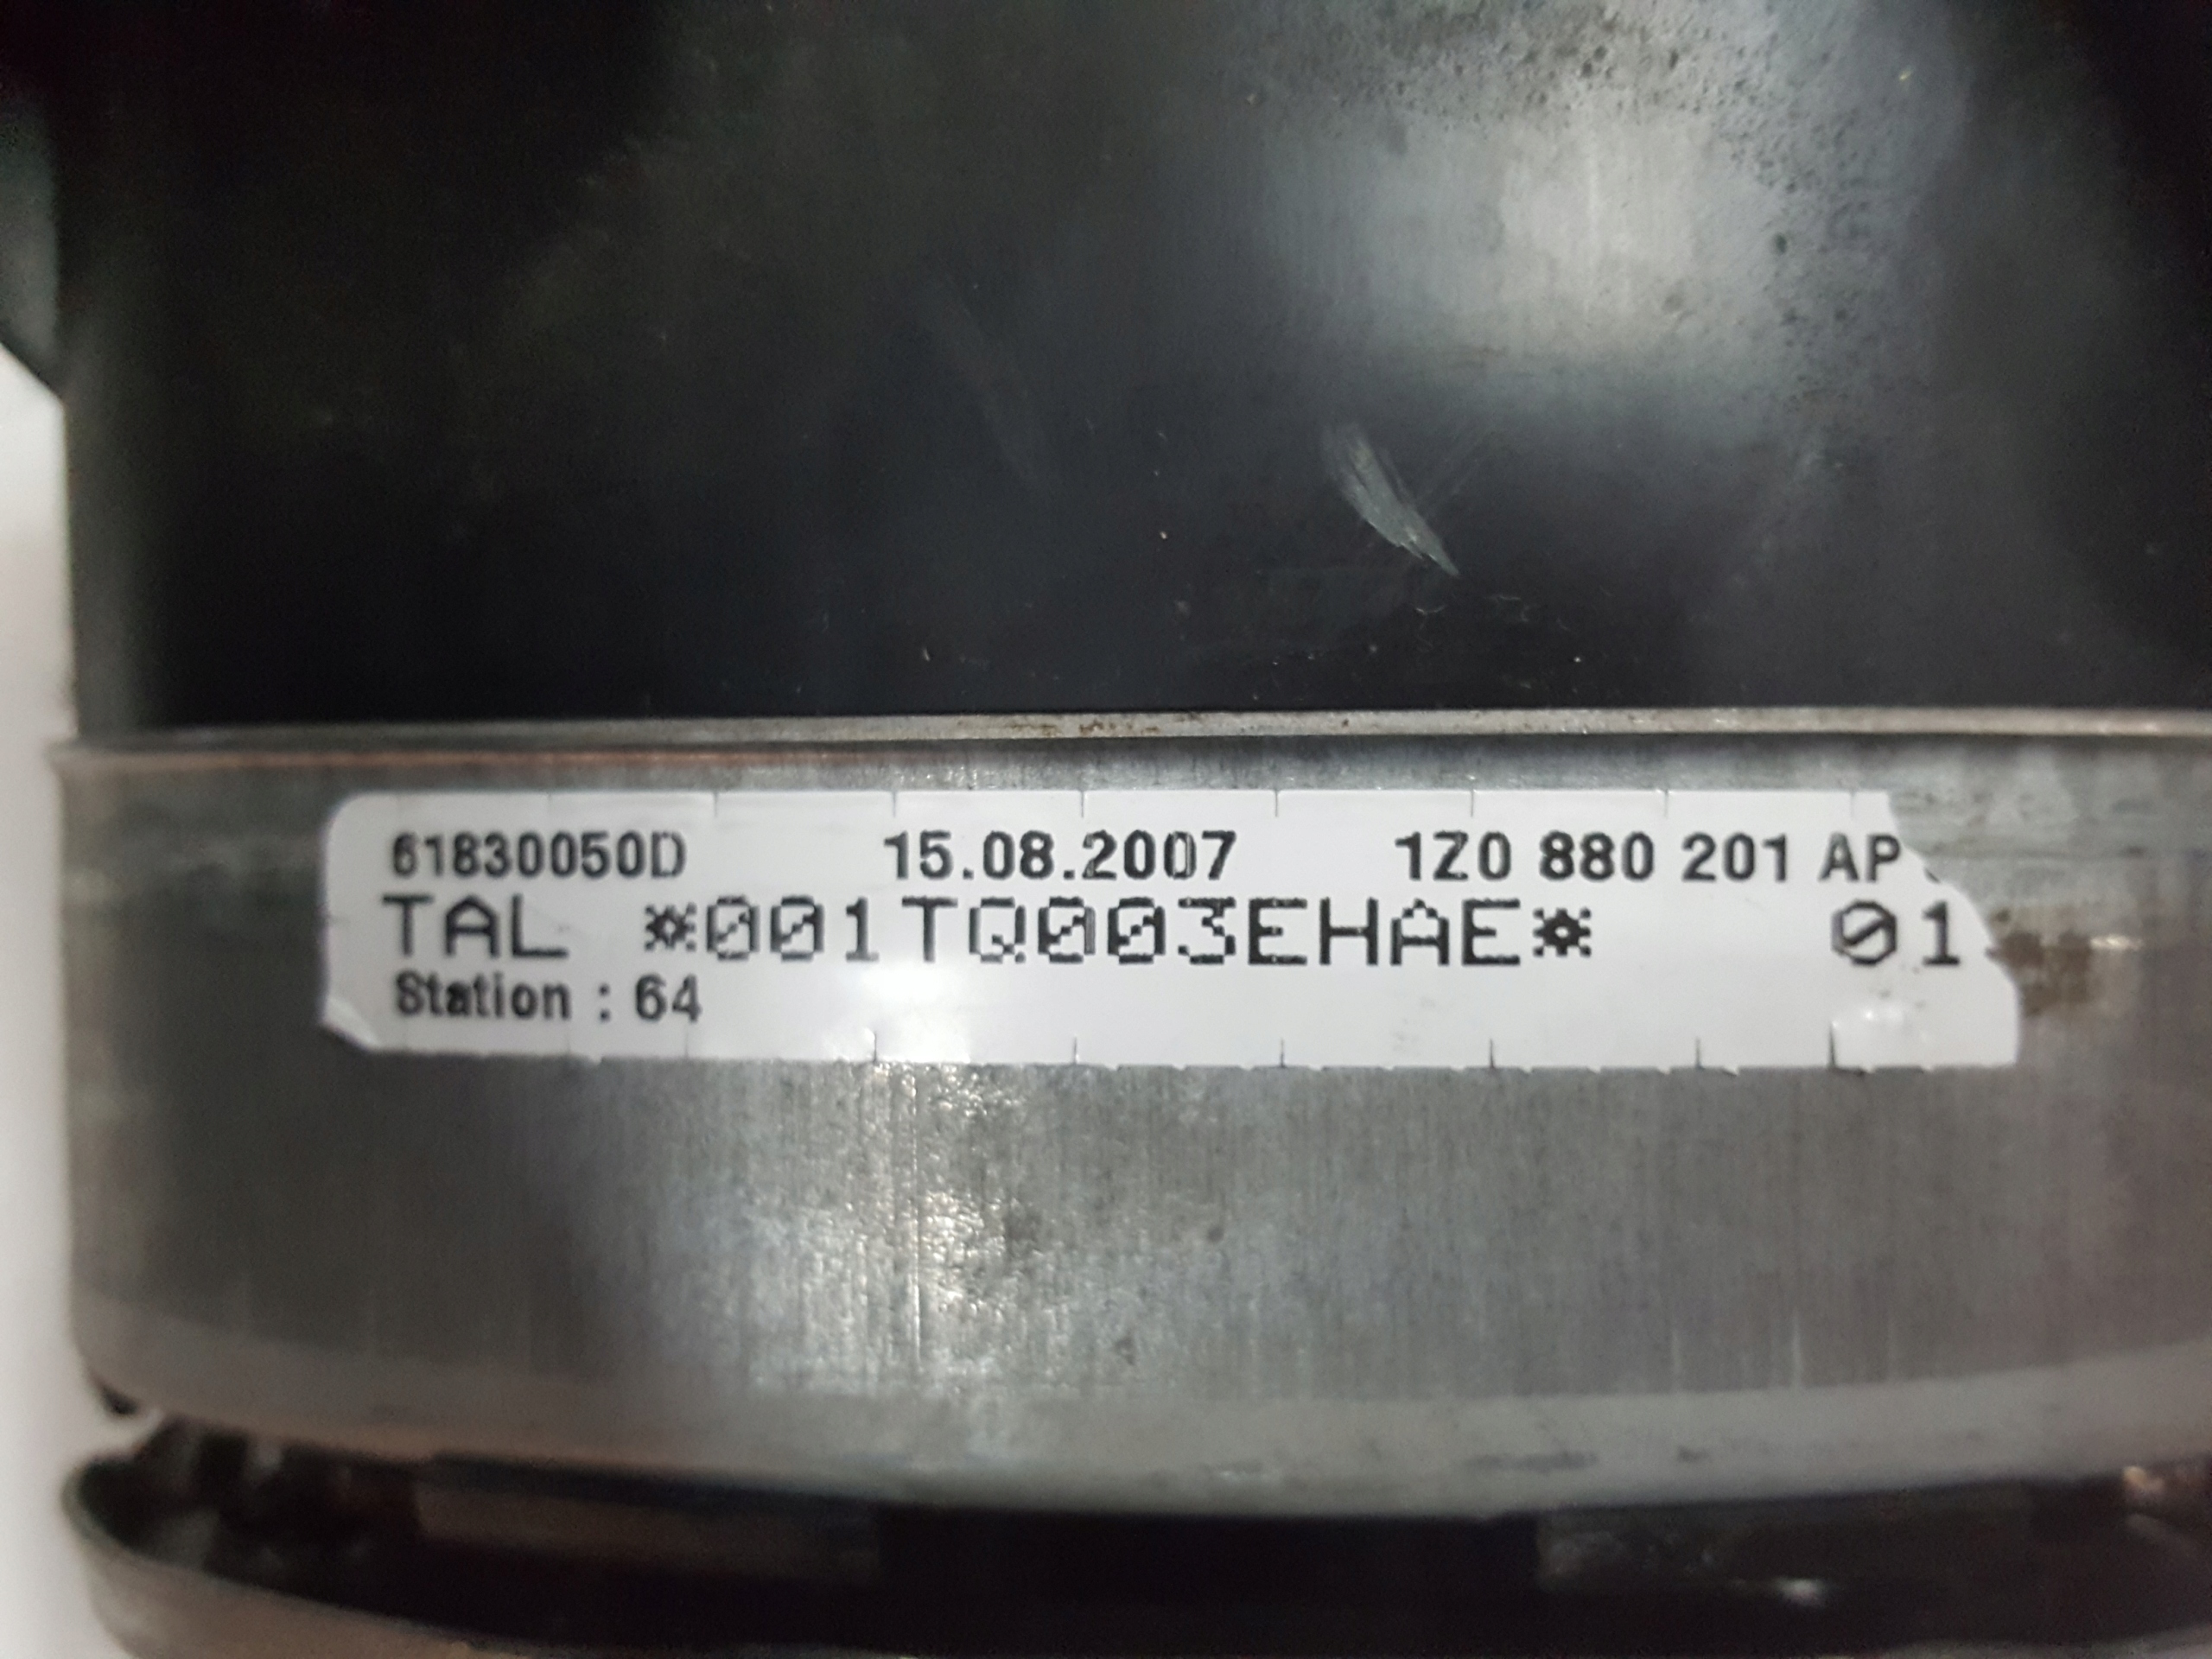 61830050D 15.08.2007 1Z0 880 201 AP
TAL *001TQ003EHAE* 01
Station : 64